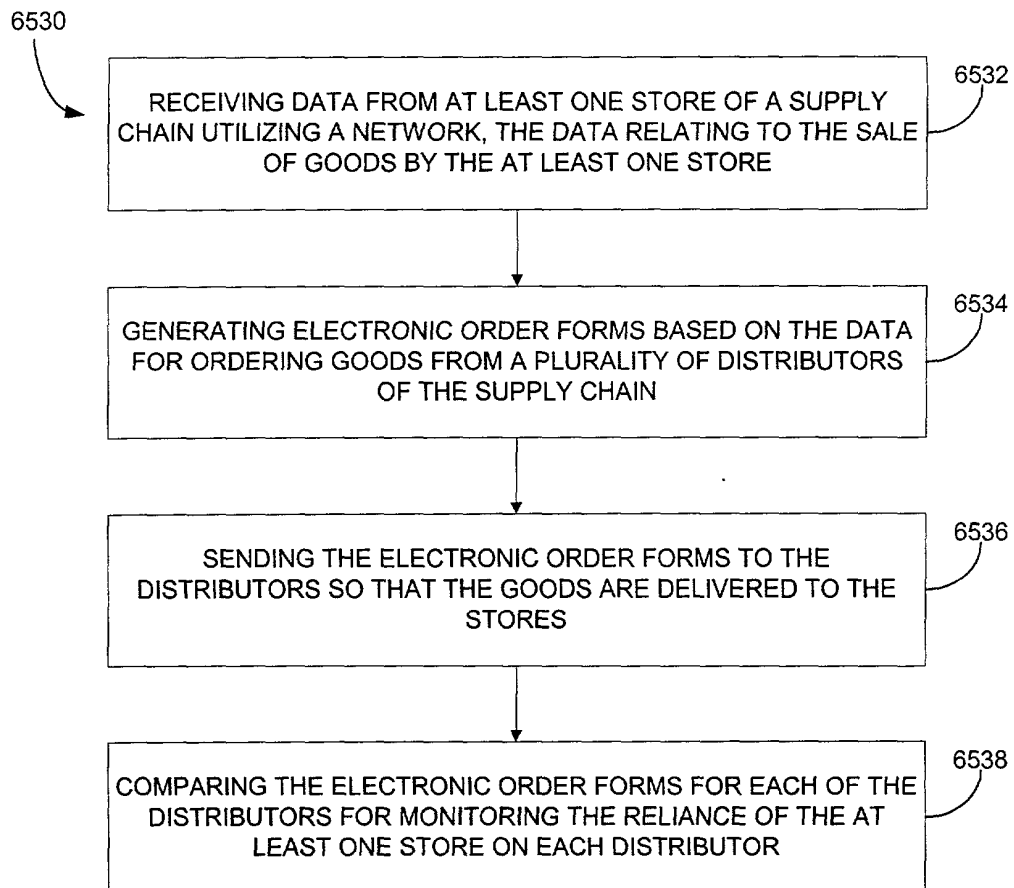 6530
RECEIVING DATA FROM AT LEAST ONE STORE OF A SUPPLY
CHAIN UTILIZING A NETWORK, THE DATA RELATING TO THE SALE
OF GOODS BY THE AT LEAST ONE STORE
6532
GENERATING ELECTRONIC ORDER FORMS BASED ON THE DATA
FOR ORDERING GOODS FROM A PLURALITY OF DISTRIBUTORS
OF THE SUPPLY CHAIN
6534
SENDING THE ELECTRONIC ORDER FORMS TO THE
DISTRIBUTORS SO THAT THE GOODS ARE DELIVERED TO THE
STORES
6536
COMPARING THE ELECTRONIC ORDER FORMS FOR EACH OF THE
DISTRIBUTORS FOR MONITORING THE RELIANCE OF THE AT
LEAST ONE STORE ON EACH DISTRIBUTOR
6538